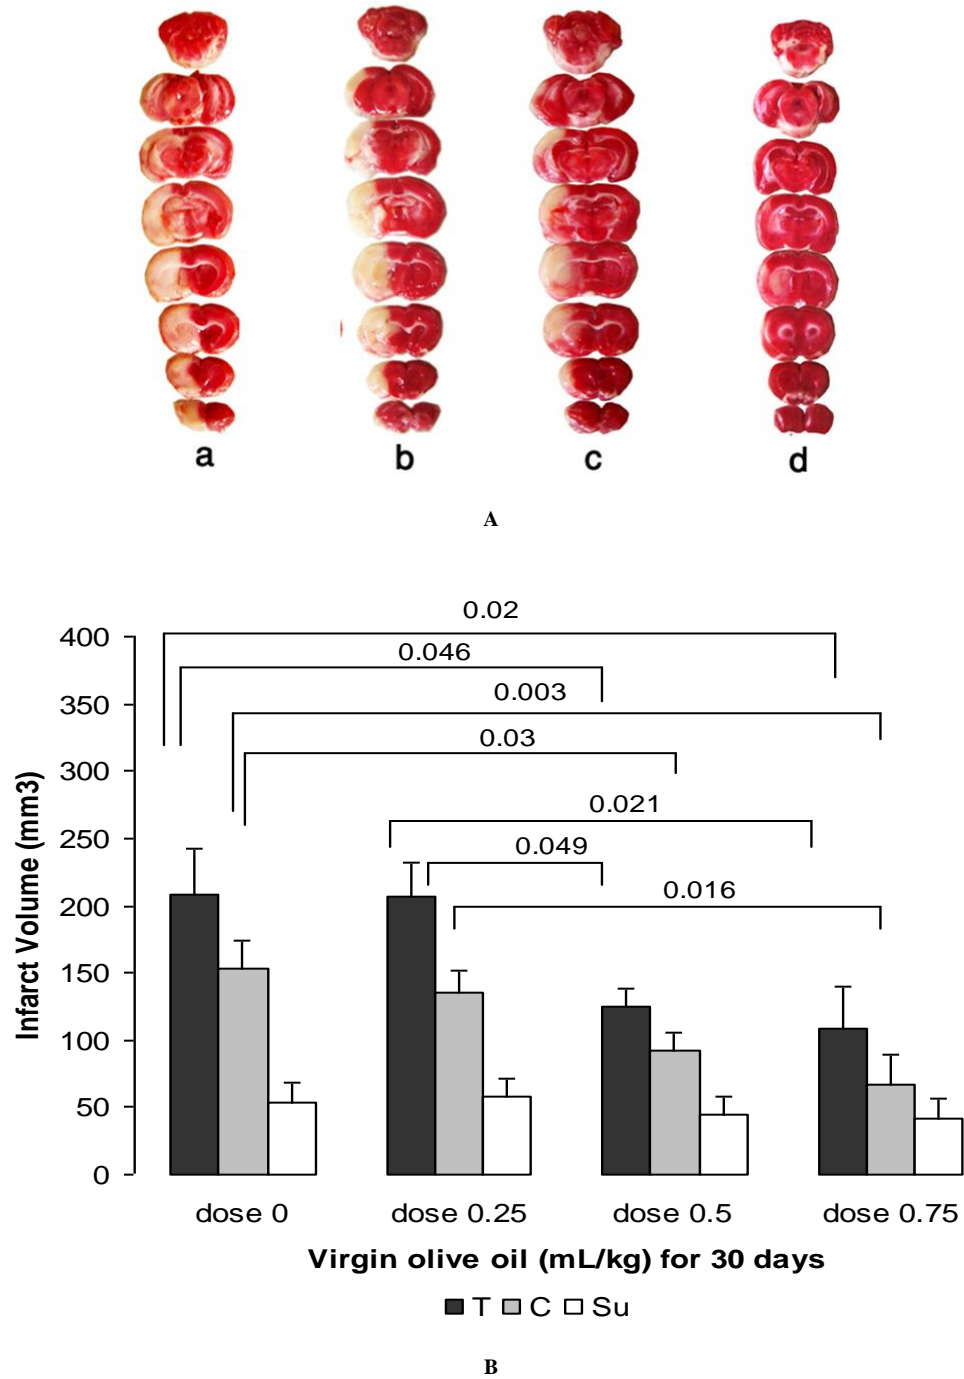 a b c d
A
0.02
400
0.046
350
0.003
0.03
300
0.021
250
0.049
0.016
200
150
100
50
0
Infarct Volume (mm3)
dose 0 dose 0.25 dose 0.5 dose 0.75
Virgin olive oil (mL/kg) for 30 days
T C Su
B